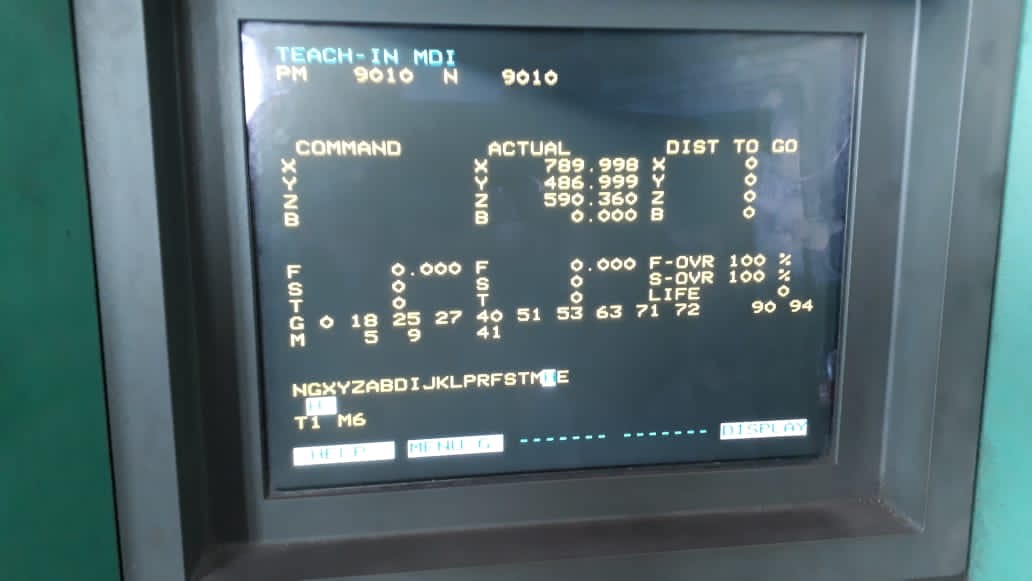 TEACH-IN MDI
PM 9010 N 9010
COMMAND ACTUAL DIST TO GO
X X 789.998 X 0
Y Y 486.999 Y 0
Z Z 590.360 Z 0
B B 0.000 B 0
F 0.000 F 0.000 F-OVR 100 %
S 0 S 0 S-OVR 100 %
T 0 T 0 LIFE 0
G 0 18 25 27 40 51 53 63 71 72 90 94
M 5 9 41
NGXYZABDIJKLPRFSTM E
T1 M6
HELP MENU G ------- ------- DISPLAY